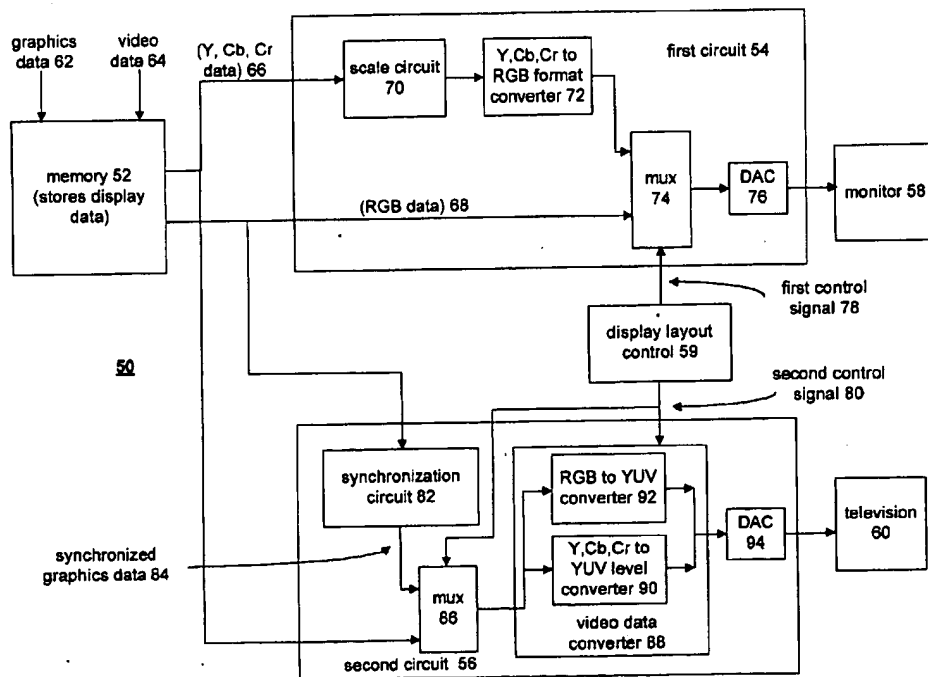 graphics
data 62
video
data 64
(Y, Cb, Cr
data) 66
scale circuit
70
Y,Cb,Cr to
RGB format
converter 72
first circuit 54
memory 52
(stores display
data)
mux
74
DAC
76
monitor 58
(RGB data) 68
first control
signal 78
display layout
control 59
50
second control
signal 80
synchronization
circuit 82
RGB to YUV
converter 92
DAC
94
television
60
synchronized
graphics data 84
mux
86
Y,Cb,Cr to
YUV level
converter 90
video data
converter 88
second circuit 56